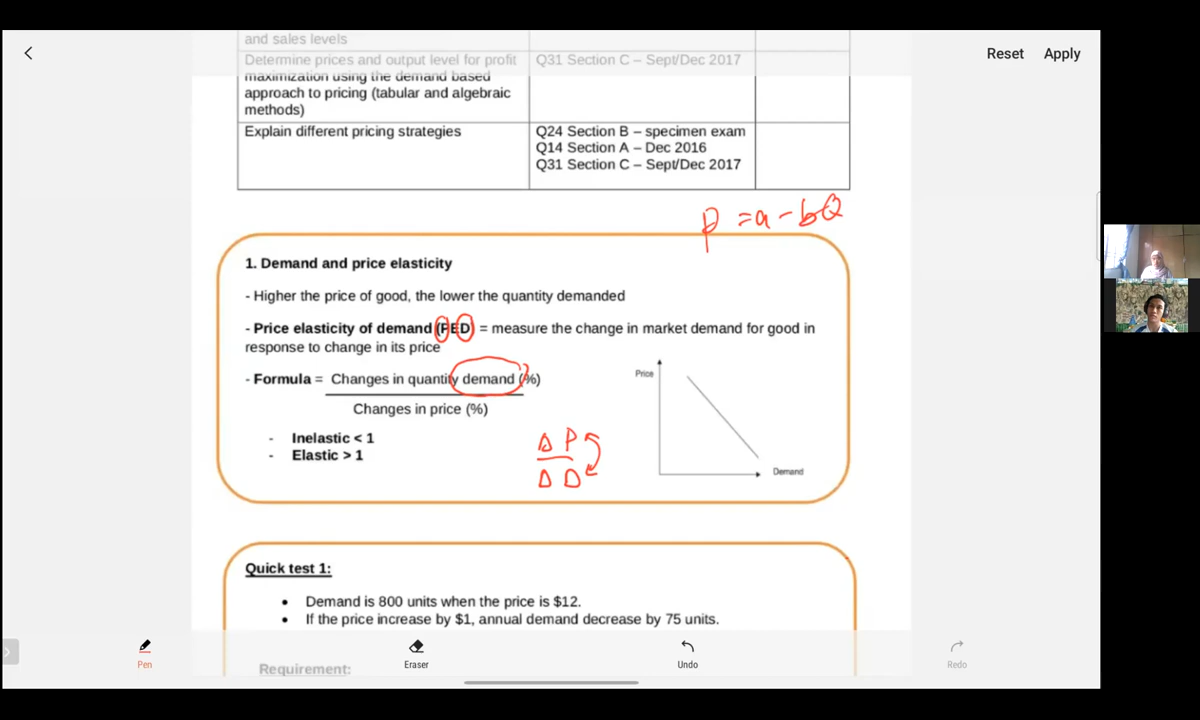 Reset Apply
and sales levels
Determine prices and output level for profit maximization using the demand based approach to pricing (tabular and algebraic methods)
Q31 Section C – Sept/Dec 2017
Explain different pricing strategies
Q24 Section B – specimen exam
Q14 Section A – Dec 2016
Q31 Section C – Sept/Dec 2017
P = a - bQ
1. Demand and price elasticity
- Higher the price of good, the lower the quantity demanded
- Price elasticity of demand (PED) = measure the change in market demand for good in
response to change in its price
- Formula = Changes in quantity demand (%)
Changes in price (%)
- Inelastic < 1
- Elastic > 1
Δ P
Δ D
Price
Demand
Quick test 1:
• Demand is 800 units when the price is $12.
• If the price increase by $1, annual demand decrease by 75 units.
Requirement:
Pen Eraser Undo Redo